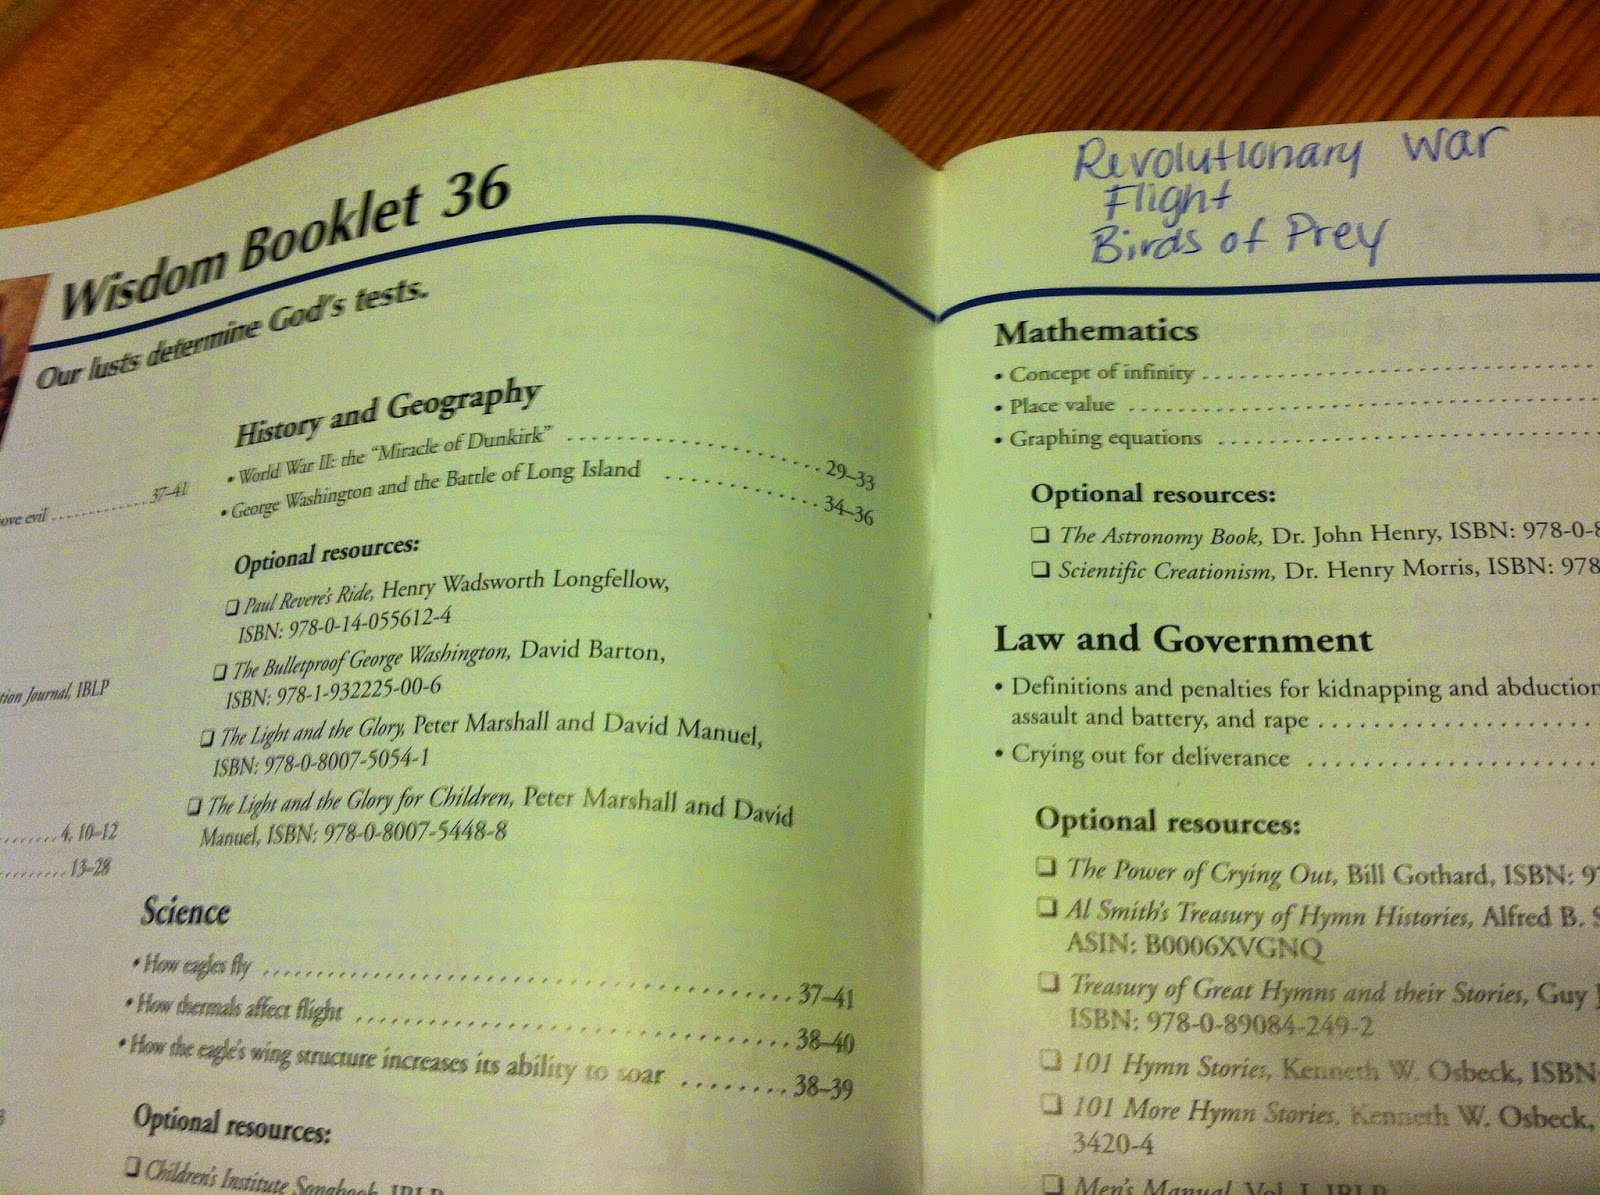 Wisdom Booklet 36
Our lusts determine God's tests.
37–41
evil
IBLP
4, 10–12
13–28
History and Geography
• World War II: the "Miracle of Dunkirk" 29–33
• George Washington and the Battle of Long Island 34–36
Optional resources:
❑ Paul Revere's Ride, Henry Wadsworth Longfellow,
ISBN: 978-0-14-055612-4
❑ The Bulletproof George Washington, David Barton,
ISBN: 978-1-932225-00-6
❑ The Light and the Glory, Peter Marshall and David Manuel,
ISBN: 978-0-8007-5054-1
❑ The Light and the Glory for Children, Peter Marshall and David
Manuel, ISBN: 978-0-8007-5448-8
Science
• How eagles fly 37–41
• How thermals affect flight 38–40
• How the eagle's wing structure increases its ability to soar 38–39
Optional resources:
❑ Children's Institute Songbook, IBLP
Revolutionary War
Flight
Birds of Prey
Mathematics
• Concept of infinity
• Place value
• Graphing equations
Optional resources:
❑ The Astronomy Book, Dr. John Henry, ISBN: 978-0-8
❑ Scientific Creationism, Dr. Henry Morris, ISBN: 978
Law and Government
• Definitions and penalties for kidnapping and abduction
assault and battery, and rape
• Crying out for deliverance
Optional resources:
❑ The Power of Crying Out, Bill Gothard, ISBN: 97
❑ Al Smith's Treasury of Hymn Histories, Alfred B. S
ASIN: B0006XVGNQ
❑ Treasury of Great Hymns and their Stories, Guy
ISBN: 978-0-89084-249-2
❑ 101 Hymn Stories, Kenneth W. Osbeck, ISBN
❑ 101 More Hymn Stories, Kenneth W. Osbeck,
3420-4
❑ Men's Manual, Vol. I, IBLP